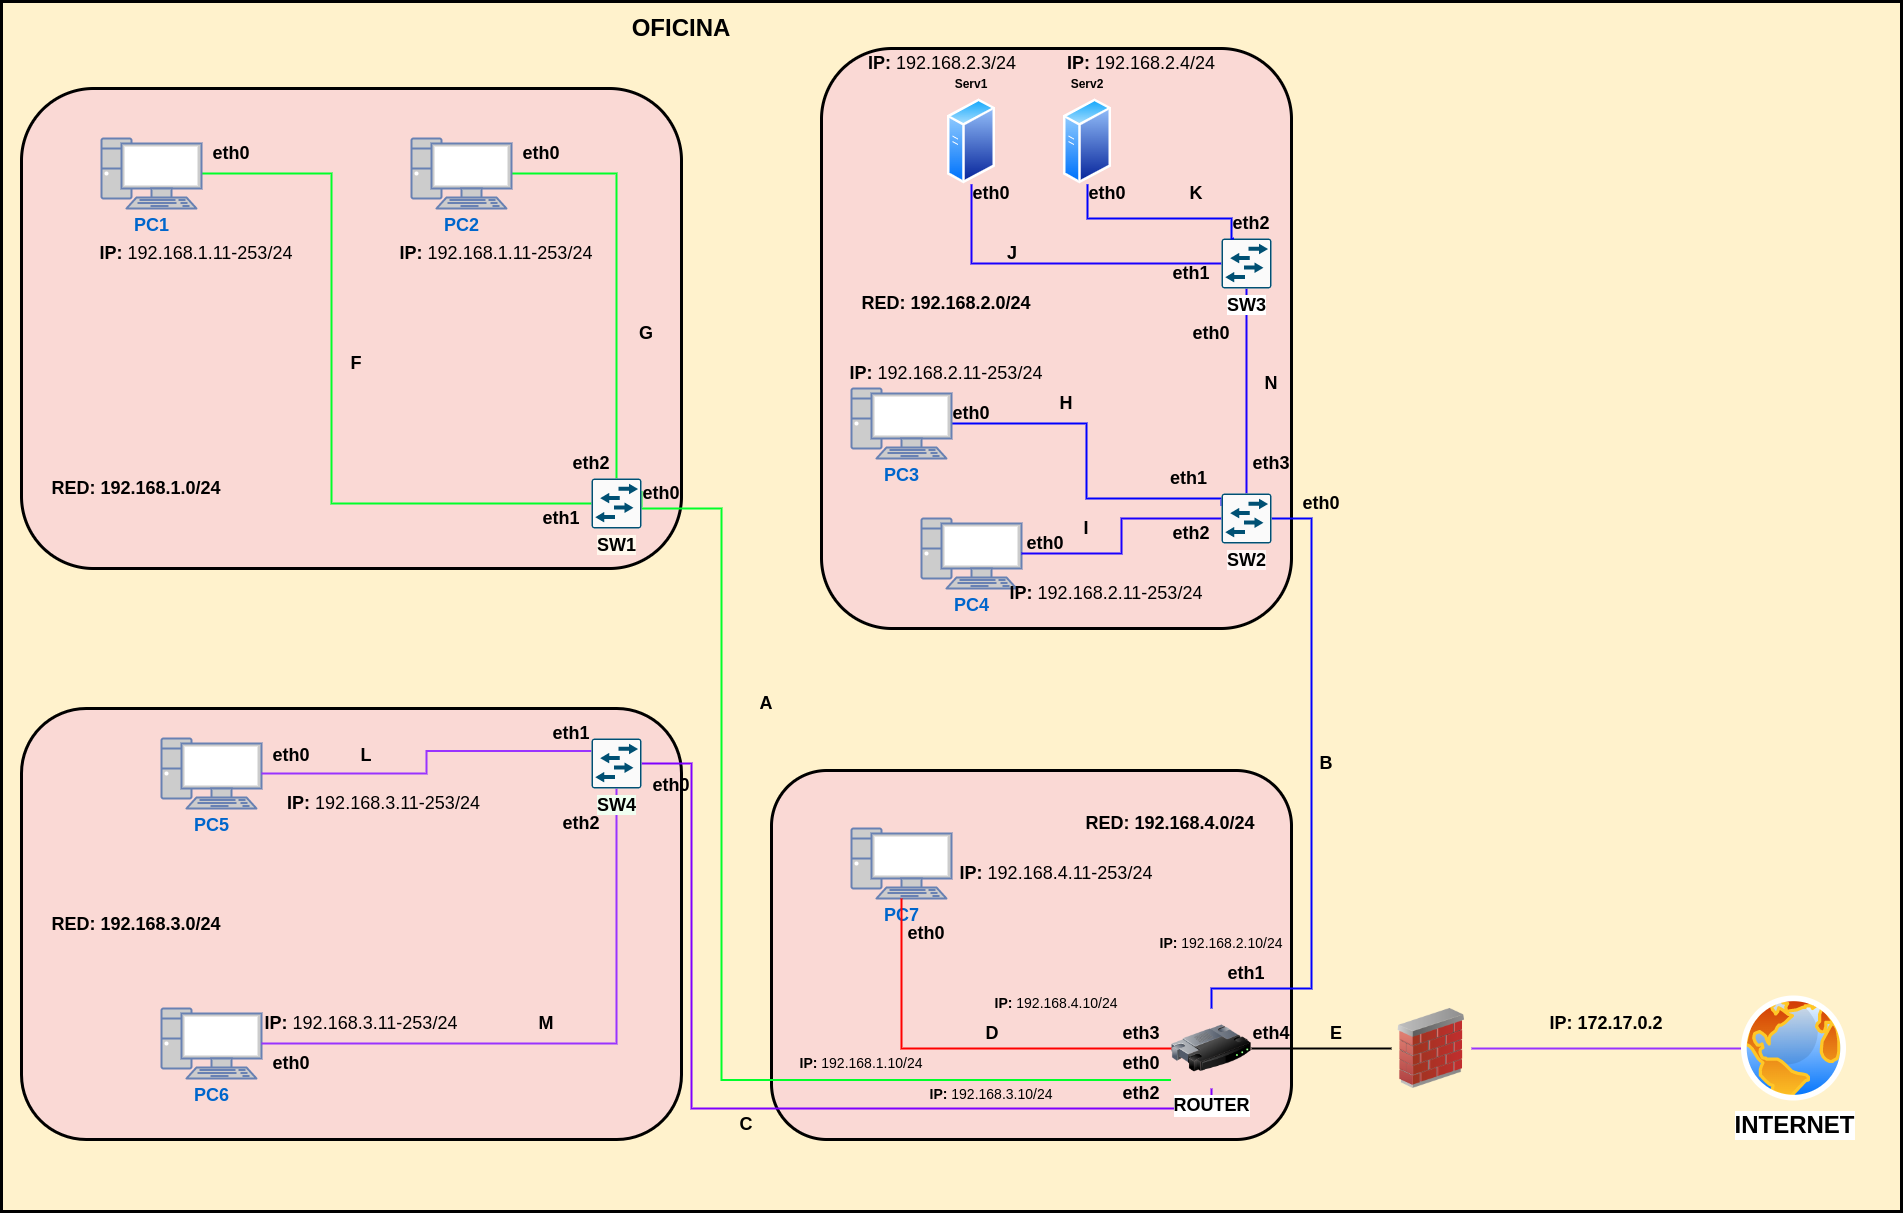 OFICINA
IP: 192.168.2.3/24
IP: 192.168.2.4/24
Serv1
Serv2
eth0
eth0
K
eth2
J
eth1
SW3
RED: 192.168.2.0/24
eth0
N
IP: 192.168.2.11-253/24
eth0
H
PC3
eth1
eth3
eth0
I
eth0
eth2
SW2
PC4
IP: 192.168.2.11-253/24
eth0
eth0
PC1
PC2
IP: 192.168.1.11-253/24
IP: 192.168.1.11-253/24
G
F
eth2
RED: 192.168.1.0/24
eth0
eth1
SW1
A
B
eth1
eth0
L
eth0
IP: 192.168.3.11-253/24
SW4
PC5
eth2
RED: 192.168.3.0/24
IP: 192.168.3.11-253/24
M
eth0
PC6
C
RED: 192.168.4.0/24
IP: 192.168.4.11-253/24
PC7
eth0
IP: 192.168.2.10/24
eth1
IP: 192.168.4.10/24
D
eth3
eth4
E
IP: 192.168.1.10/24
eth0
IP: 192.168.3.10/24
eth2
ROUTER
IP: 172.17.0.2
INTERNET